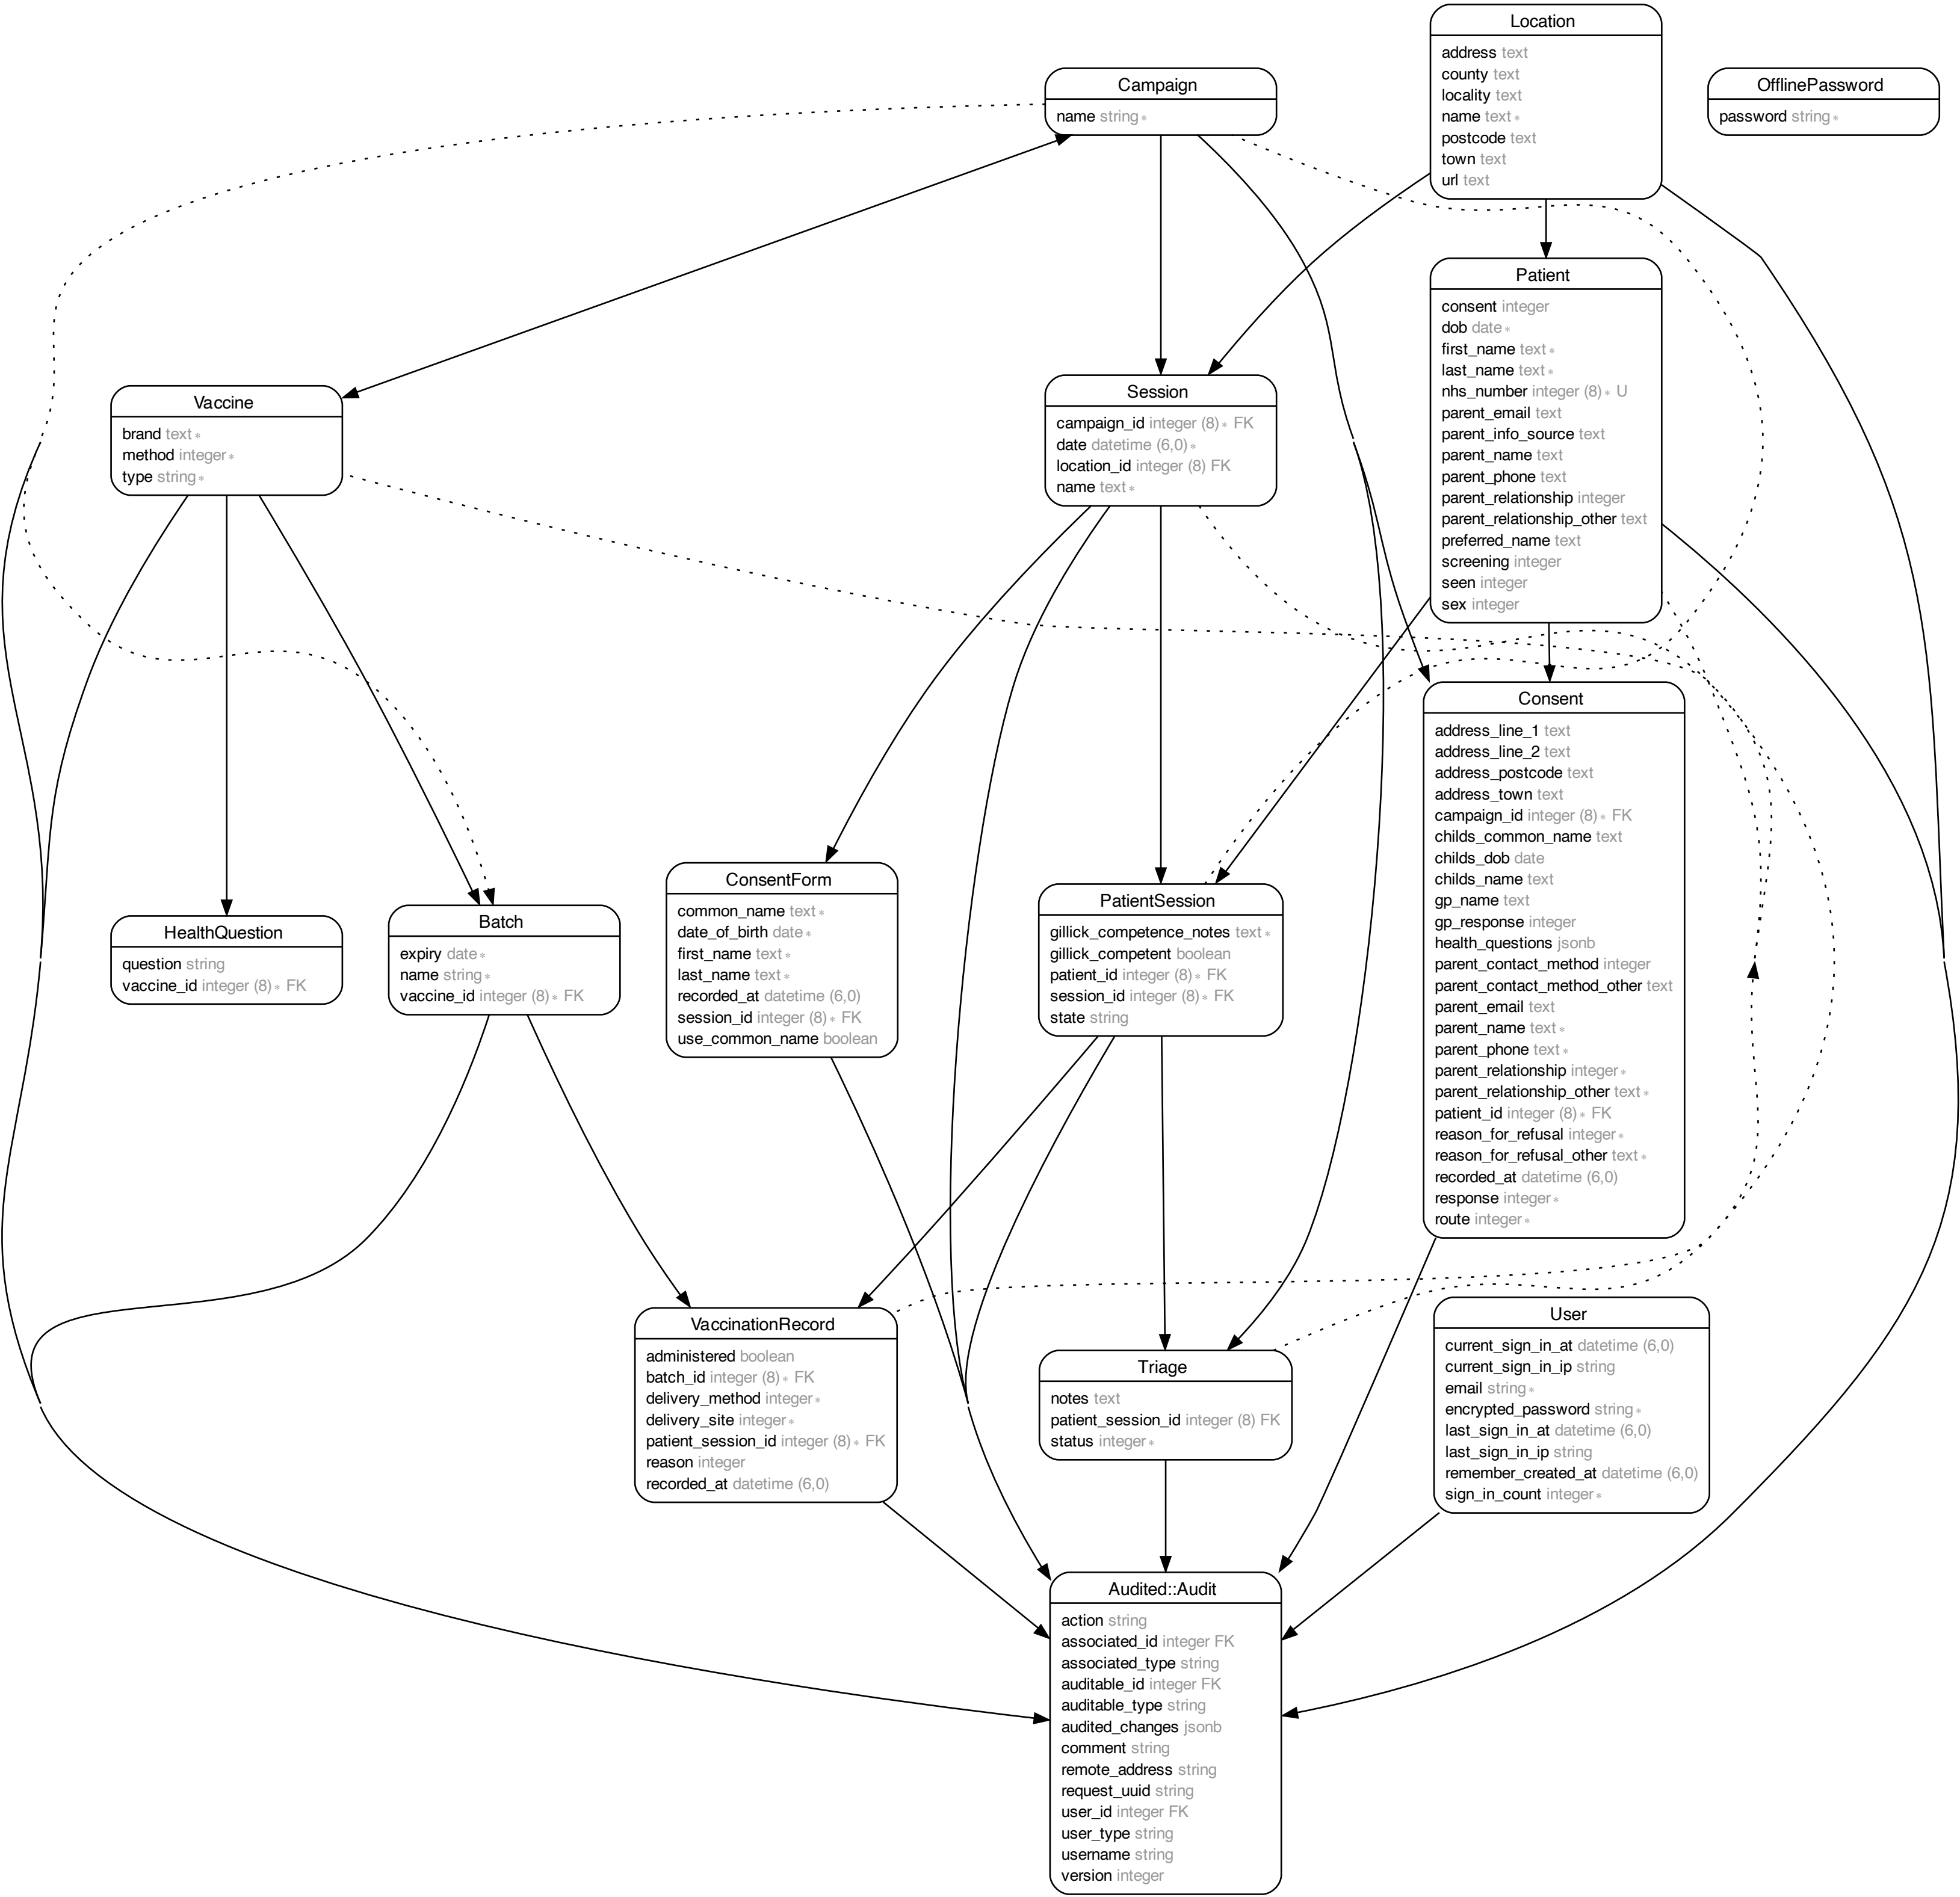 Location
address text
county text
locality text
name text∗
postcode text
town text
url text
Campaign
name string∗
OfflinePassword
password string∗
Patient
consent integer
dob date∗
first_name text∗
last_name text∗
nhs_number integer (8)∗ U
parent_email text
parent_info_source text
parent_name text
parent_phone text
parent_relationship integer
parent_relationship_other text
preferred_name text
screening integer
seen integer
sex integer
Vaccine
brand text∗
method integer∗
type string∗
Session
campaign_id integer (8)∗ FK
date datetime (6,0)∗
location_id integer (8) FK
name text∗
Consent
address_line_1 text
address_line_2 text
address_postcode text
address_town text
campaign_id integer (8)∗ FK
childs_common_name text
childs_dob date
childs_name text
gp_name text
gp_response integer
health_questions jsonb
parent_contact_method integer
parent_contact_method_other text
parent_email text
parent_name text∗
parent_phone text∗
parent_relationship integer∗
parent_relationship_other text∗
patient_id integer (8)∗ FK
reason_for_refusal integer∗
reason_for_refusal_other text∗
recorded_at datetime (6,0)
response integer∗
route integer∗
HealthQuestion
question string
vaccine_id integer (8)∗ FK
Batch
expiry date∗
name string∗
vaccine_id integer (8)∗ FK
ConsentForm
common_name text∗
date_of_birth date∗
first_name text∗
last_name text∗
recorded_at datetime (6,0)
session_id integer (8)∗ FK
use_common_name boolean
PatientSession
gillick_competence_notes text∗
gillick_competent boolean
patient_id integer (8)∗ FK
session_id integer (8)∗ FK
state string
VaccinationRecord
administered boolean
batch_id integer (8)∗ FK
delivery_method integer∗
delivery_site integer∗
patient_session_id integer (8)∗ FK
reason integer
recorded_at datetime (6,0)
Triage
notes text
patient_session_id integer (8) FK
status integer∗
User
current_sign_in_at datetime (6,0)
current_sign_in_ip string
email string∗
encrypted_password string∗
last_sign_in_at datetime (6,0)
last_sign_in_ip string
remember_created_at datetime (6,0)
sign_in_count integer∗
Audited::Audit
action string
associated_id integer FK
associated_type string
auditable_id integer FK
auditable_type string
audited_changes jsonb
comment string
remote_address string
request_uuid string
user_id integer FK
user_type string
username string
version integer